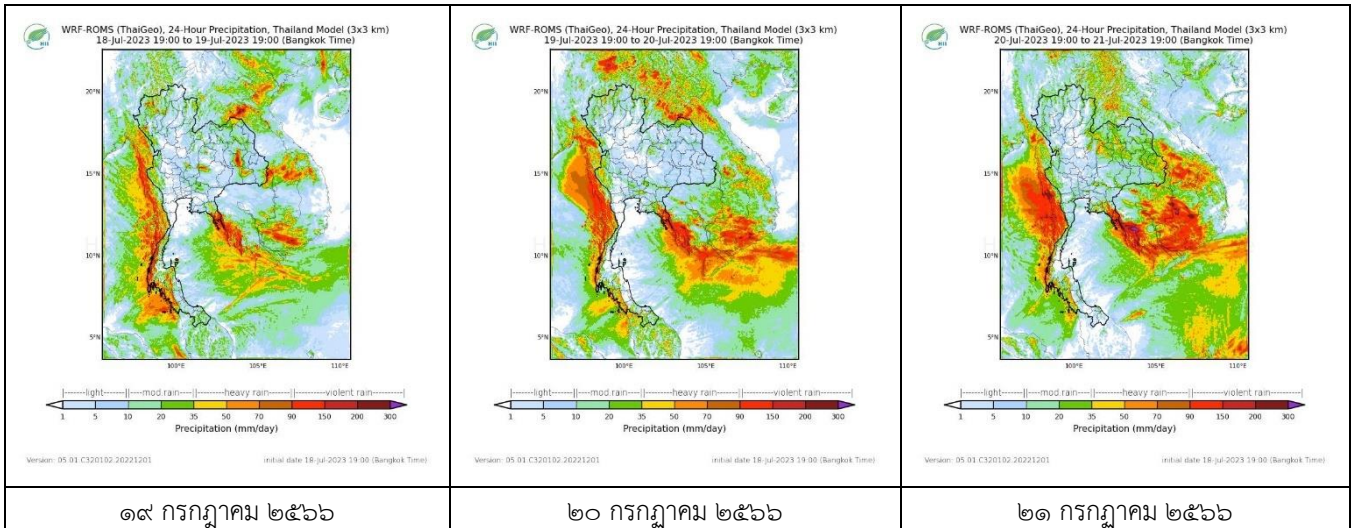 WRF-ROMS (ThaiGeo), 24-Hour Precipitation, Thailand Model (3x3 km)
18-Jul-2023 19:00 to 19-Jul-2023 19:00 (Bangkok Time)
HII
20°N
15°N
10°N
5°N
100°E 105°E 110°E
|-------light-------||----mod rain----||--------heavy rain--------||------violent rain------|
1 5 10 20 35 50 70 90 150 200 300
Precipitation (mm/day)
Version: 05.01.C320102.20221201 initial date 18-Jul-2023 19:00 (Bangkok Time)
๑๙ กรกฎาคม ๒๕๖๖
WRF-ROMS (ThaiGeo), 24-Hour Precipitation, Thailand Model (3x3 km)
19-Jul-2023 19:00 to 20-Jul-2023 19:00 (Bangkok Time)
HII
20°N
15°N
10°N
5°N
100°E 105°E 110°E
|-------light-------||----mod rain----||--------heavy rain--------||------violent rain------|
1 5 10 20 35 50 70 90 150 200 300
Precipitation (mm/day)
Version: 05.01.C320102.20221201 initial date 18-Jul-2023 19:00 (Bangkok Time)
๒๐ กรกฎาคม ๒๕๖๖
WRF-ROMS (ThaiGeo), 24-Hour Precipitation, Thailand Model (3x3 km)
20-Jul-2023 19:00 to 21-Jul-2023 19:00 (Bangkok Time)
HII
20°N
15°N
10°N
5°N
100°E 105°E 110°E
|-------light-------||----mod rain----||--------heavy rain--------||------violent rain------|
1 5 10 20 35 50 70 90 150 200 300
Precipitation (mm/day)
Version: 05.01.C320102.20221201 initial date 18-Jul-2023 19:00 (Bangkok Time)
๒๑ กรกฎาคม ๒๕๖๖